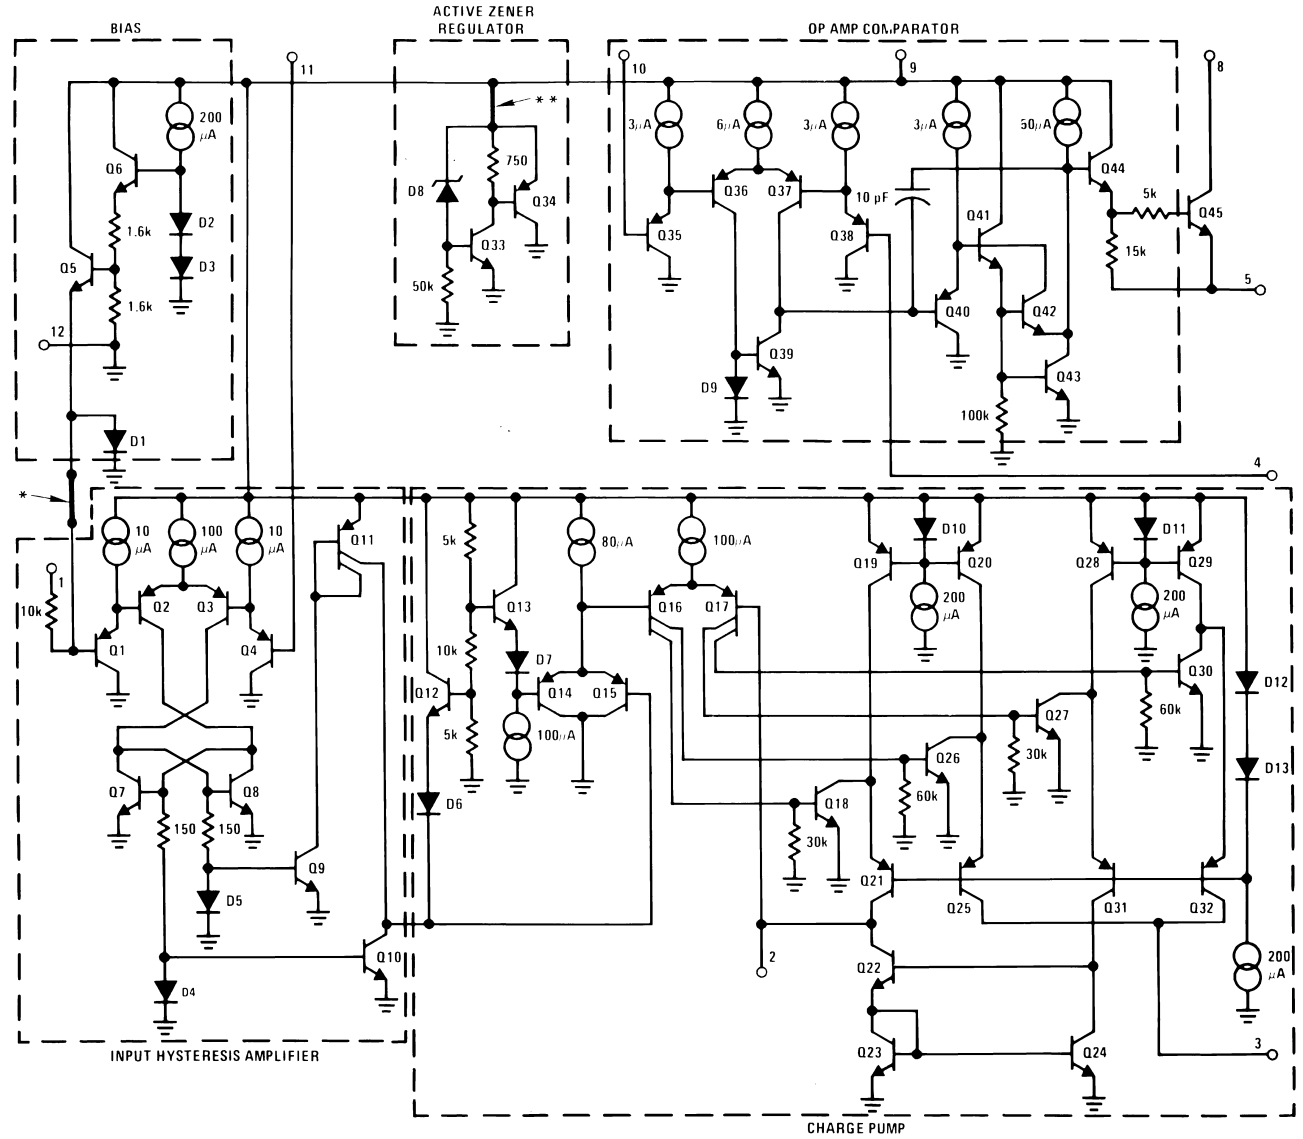 BIAS
ACTIVE ZENER
REGULATOR
OP AMP COMPARATOR
11
10
9
8
200
μA
Q6
D2
1.6k
Q5
D3
1.6k
12
D1
*
* *
D8
750
Q34
Q33
50k
3μA
6μA
3μA
3μA
50μA
Q36
Q37
10 pF
Q35
Q38
Q41
Q44
5k
Q45
15k
5
Q40
Q42
Q39
D9
Q43
100k
4
1
10k
10
μA
100
μA
10
μA
Q11
Q2
Q3
Q1
Q4
Q7
Q8
150
150
Q9
D5
Q10
D4
INPUT HYSTERESIS AMPLIFIER
5k
80μA
100μA
Q13
Q16
Q17
10k
D7
Q12
Q14
Q15
5k
100μA
D6
D10
D11
Q19
Q20
Q28
Q29
200
μA
200
μA
Q30
D12
60k
Q27
30k
D13
Q26
60k
Q18
30k
Q21
Q25
Q31
Q32
2
Q22
200
μA
3
Q23
Q24
CHARGE PUMP